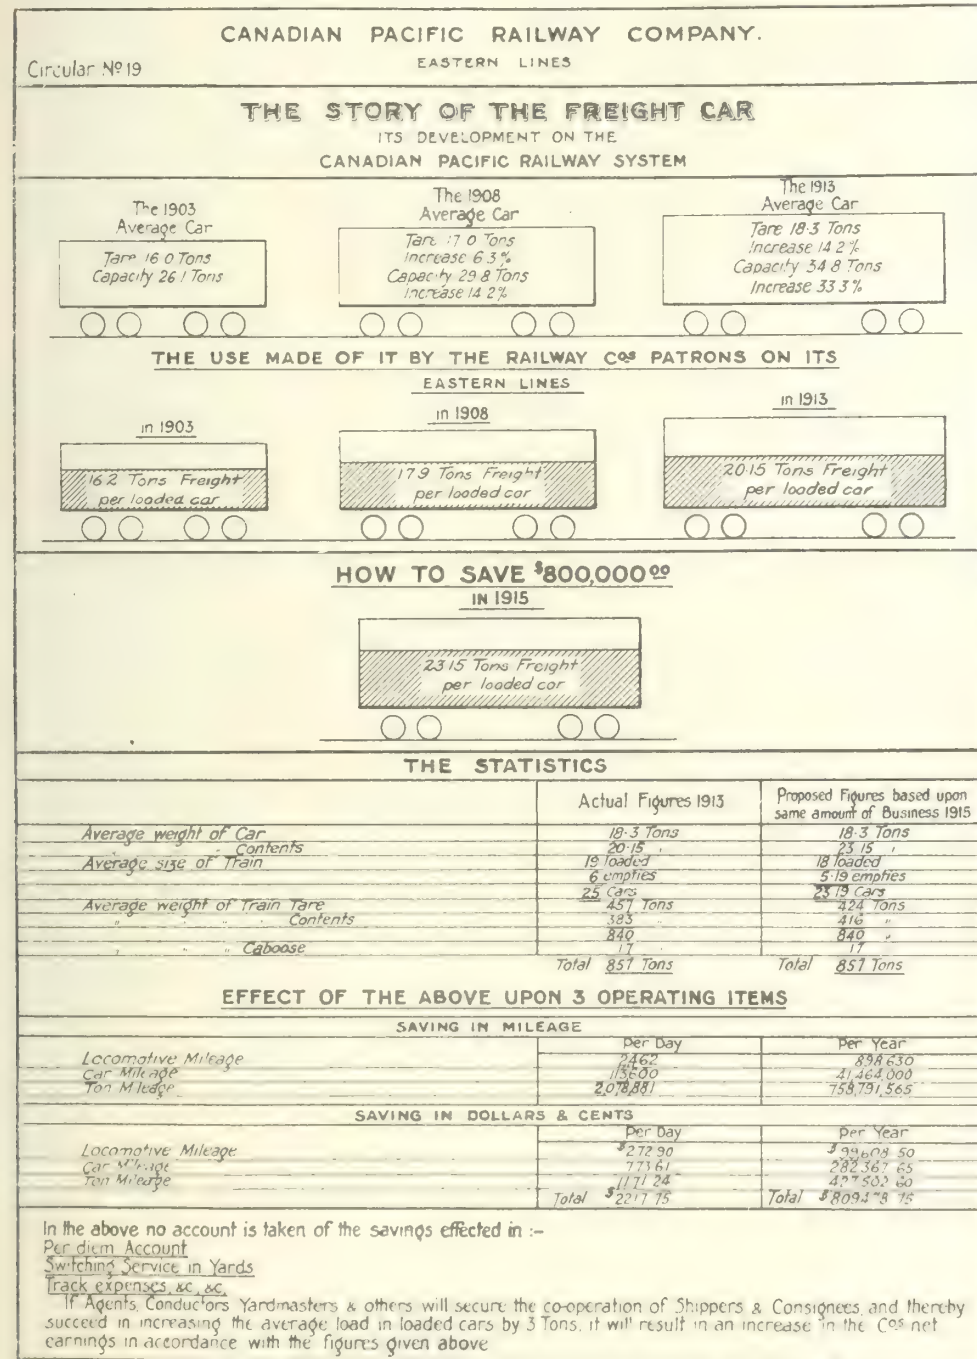 CANADIAN PACIFIC RAILWAY COMPANY.
EASTERN LINES
Circular Nº 19
THE STORY OF THE FREIGHT CAR
ITS DEVELOPMENT ON THE
CANADIAN PACIFIC RAILWAY SYSTEM
The 1903
Average Car
Tare 16.0 Tons
Capacity 26.1 Tons
The 1908
Average Car
Tare 17.0 Tons
Increase 6.3%
Capacity 29.8 Tons
Increase 14.2%
The 1913
Average Car
Tare 18.3 Tons
Increase 14.2%
Capacity 34.8 Tons
Increase 33.3%
THE USE MADE OF IT BY THE RAILWAY Cos PATRONS ON ITS
EASTERN LINES
in 1903
16.2 Tons Freight
per loaded car
in 1908
17.9 Tons Freight
per loaded car
in 1913
20.15 Tons Freight
per loaded car
HOW TO SAVE $800,000.00
IN 1915
23.15 Tons Freight
per loaded car
THE STATISTICS
Actual Figures 1913 Proposed Figures based upon
same amount of Business 1915
Average weight of Car 18.3 Tons 18.3 Tons
" " Contents 20.15 " 23.15 "
Average size of Train 19 loaded 18 loaded
6 empties 5.19 empties
25 Cars 23.19 Cars
Average weight of Train Tare 457 Tons 424 Tons
" " " Contents 383 " 416 "
840 840 "
" " " Caboose 17 " 17
Total 857 Tons Total 857 Tons
EFFECT OF THE ABOVE UPON 3 OPERATING ITEMS
SAVING IN MILEAGE
Per Day Per Year
Locomotive Mileage 2,462 898,630
Car Mileage 113,600 41,464,000
Ton Mileage 2,078,881 758,791,565
SAVING IN DOLLARS & CENTS
Per Day Per Year
Locomotive Mileage $272.90 $99608.50
Car Mileage 773.61 282,367.65
Ton Mileage 1171.24 427502.60
Total $2217.75 Total $809478.75
In the above no account is taken of the savings effected in :-
Per diem Account
Switching Service in Yards
Track expenses, &c, &c,
If Agents, Conductors Yardmasters & others will secure the co-operation of Shippers & Consignees, and thereby
succeed in increasing the average load in loaded cars by 3 Tons, it will result in an increase in the Cos net
earnings in accordance with the figures given above